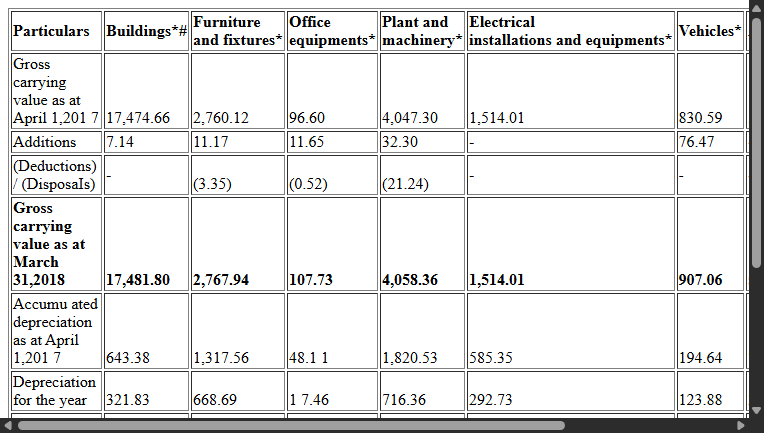 Particulars Buildings*# Furniture and fixtures* Office equipments* Plant and machinery* Electrical installations and equipments* Vehicles*
Gross carrying value as at April 1,201 7 17,474.66 2,760.12 96.60 4,047.30 1,514.01 830.59
Additions 7.14 11.17 11.65 32.30 - 76.47
(Deductions) / (Disposals) - (3.35) (0.52) (21.24) - -
Gross carrying value as at March 31,2018 17,481.80 2,767.94 107.73 4,058.36 1,514.01 907.06
Accumu ated depreciation as at April 1,201 7 643.38 1,317.56 48.1 1 1,820.53 585.35 194.64
Depreciation for the year 321.83 668.69 1 7.46 716.36 292.73 123.88